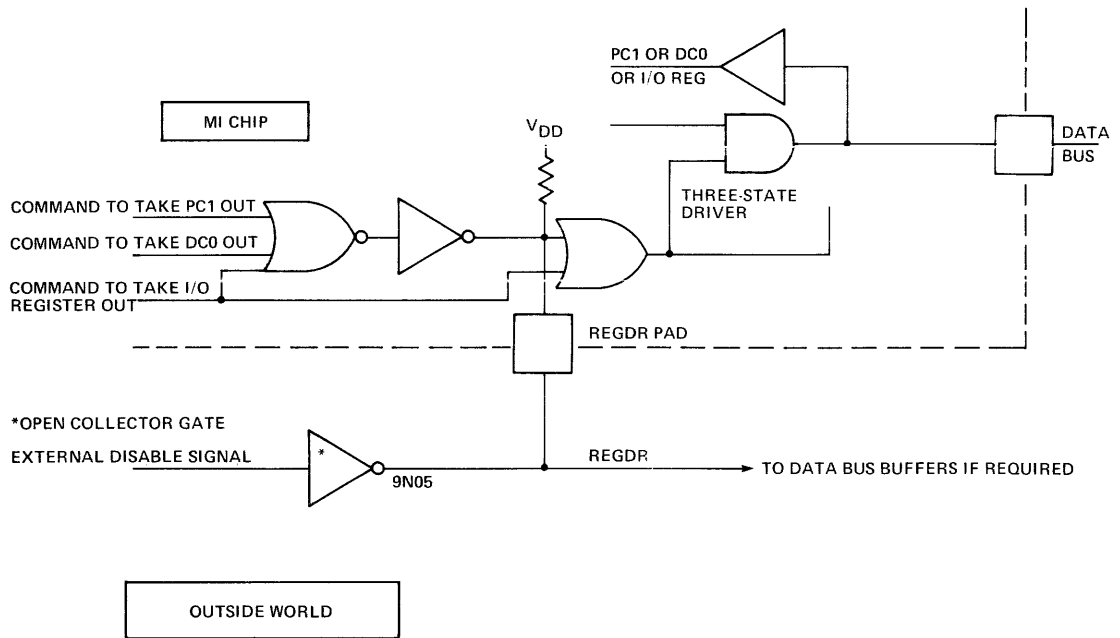 PC1 OR DC0
OR I/O REG
MI CHIP
VDD
DATA
BUS
THREE-STATE
DRIVER
COMMAND TO TAKE PC1 OUT
COMMAND TO TAKE DC0 OUT
COMMAND TO TAKE I/O
REGISTER OUT
REGDR PAD
*OPEN COLLECTOR GATE
EXTERNAL DISABLE SIGNAL
*
9N05
REGDR
TO DATA BUS BUFFERS IF REQUIRED
OUTSIDE WORLD